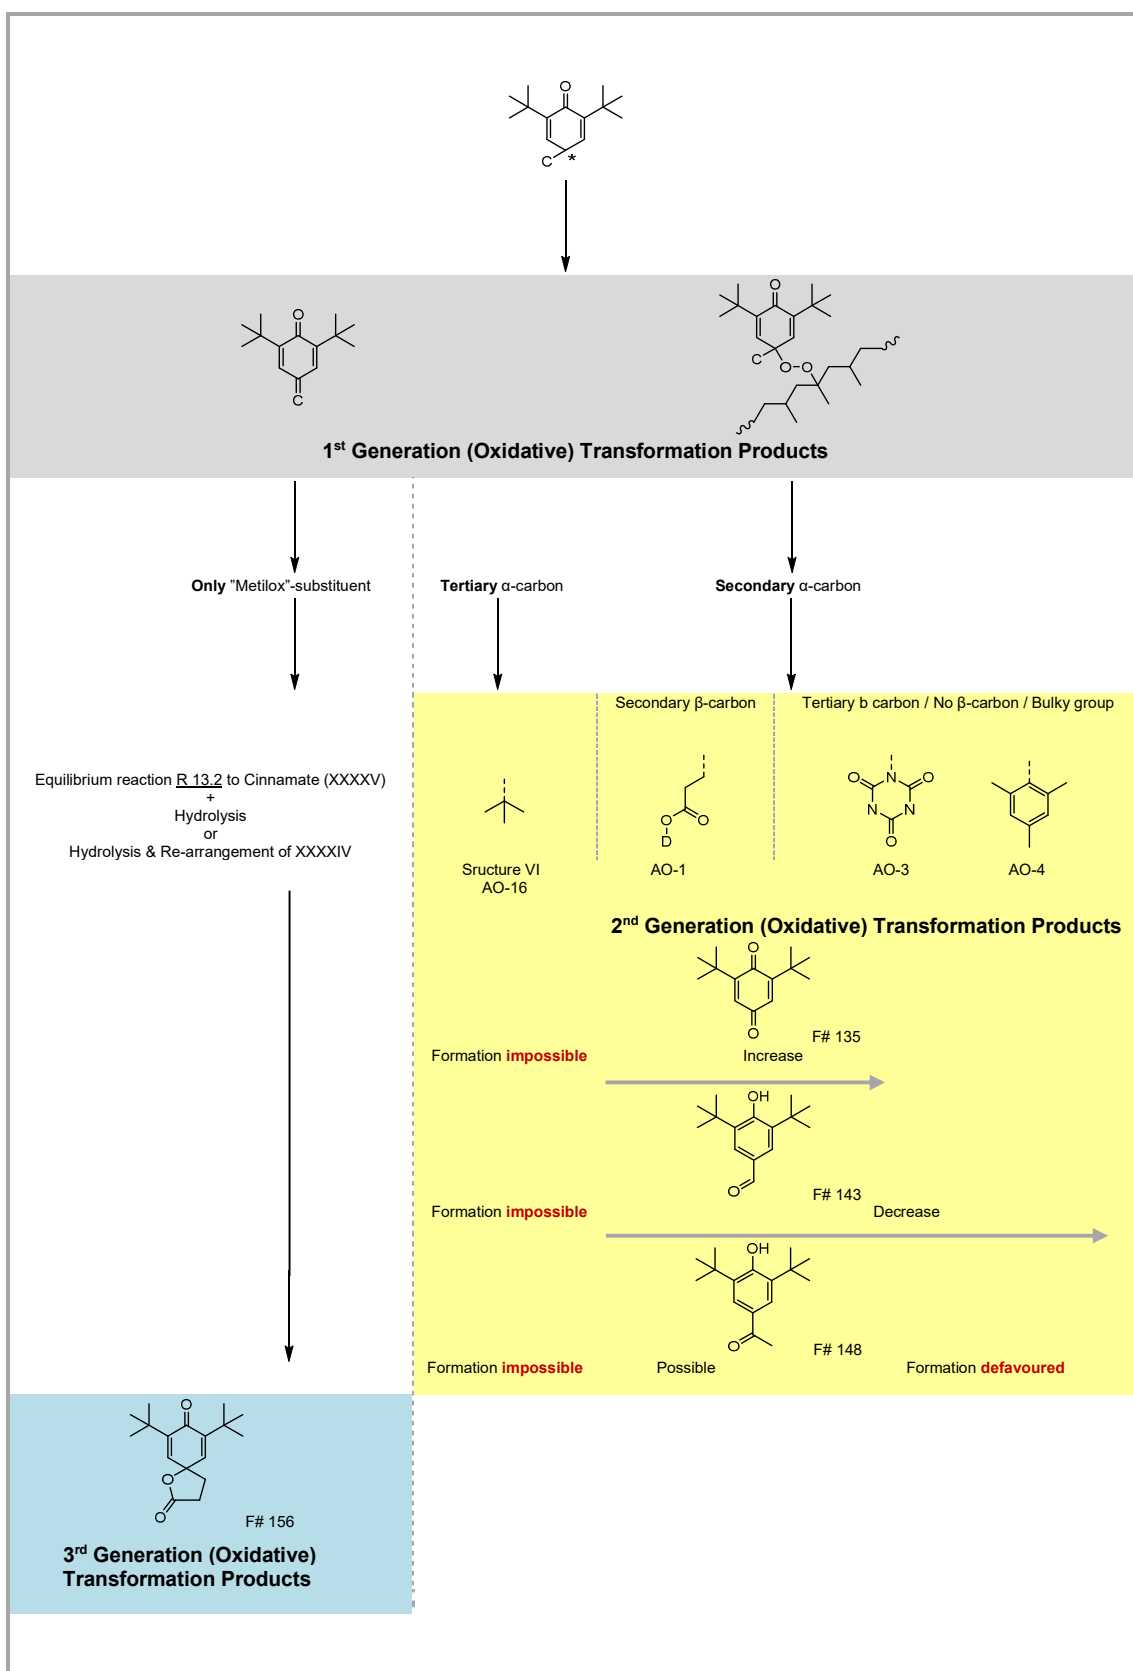 O
C
*
O
C
O
C
O
O
1st Generation (Oxidative) Transformation Products
Only ”Metilox”-substituent
Tertiary α-carbon
Secondary α-carbon
Secondary β-carbon
Tertiary b carbon / No β-carbon / Bulky group
Equilibrium reaction R 13.2 to Cinnamate (XXXXV)
+
Hydrolysis
or
Hydrolysis & Re-arrangement of XXXXIV
O
O
D
O
N
O
N
N
O
Sructure VI
AO-16
AO-1
AO-3
AO-4
2nd Generation (Oxidative) Transformation Products
O
O
F# 135
Formation impossible
Increase
OH
O
F# 143
Formation impossible
Decrease
OH
O
F# 148
Formation impossible
Possible
Formation defavoured
O
O
O
F# 156
3rd Generation (Oxidative)
Transformation Products